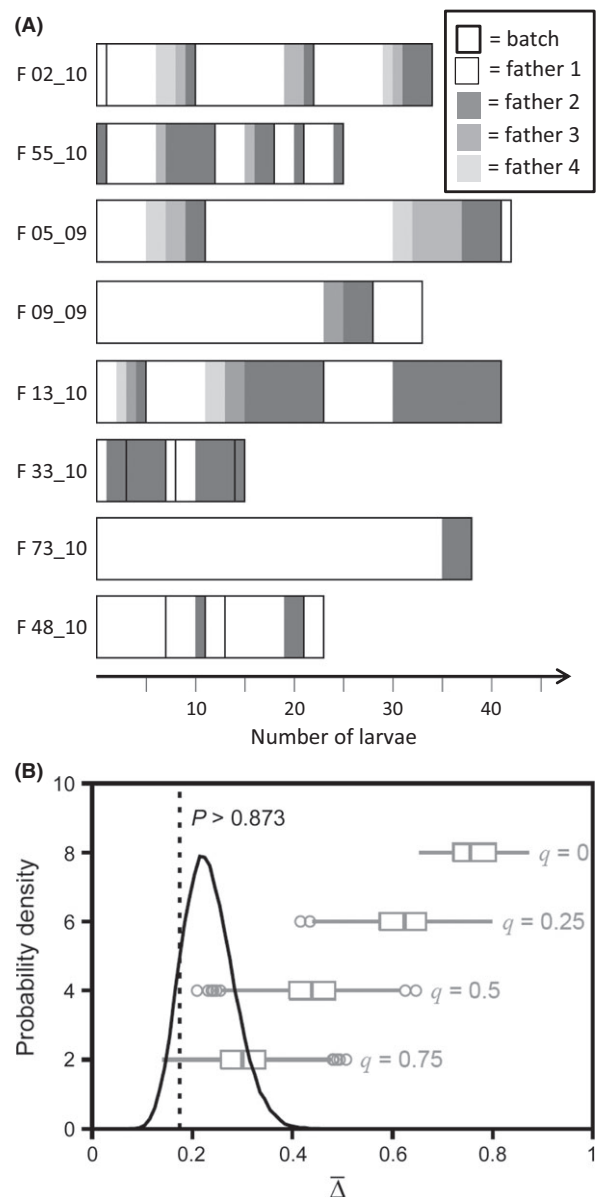 (A)
= batch
= father 1
= father 2
= father 3
= father 4
F 02_10
F 55_10
F 05_09
F 09_09
F 13_10
F 33_10
F 73_10
F 48_10
10 20 30 40
Number of larvae
(B)
10
8
6
4
2
0
Probability density
P > 0.873
q = 0
q = 0.25
q = 0.5
q = 0.75
0 0.2 0.4 0.6 0.8 1
Δ̅